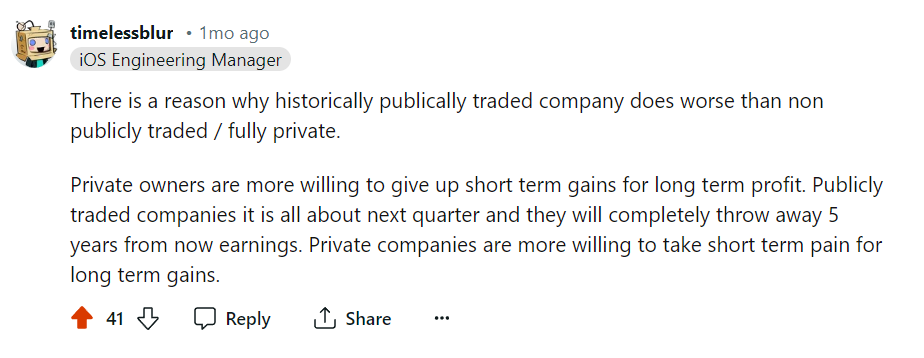 timelessblur • 1mo ago
iOS Engineering Manager
There is a reason why historically publically traded company does worse than non
publicly traded / fully private.
Private owners are more willing to give up short term gains for long term profit. Publicly
traded companies it is all about next quarter and they will completely throw away 5
years from now earnings. Private companies are more willing to take short term pain for
long term gains.
41 Reply Share ...